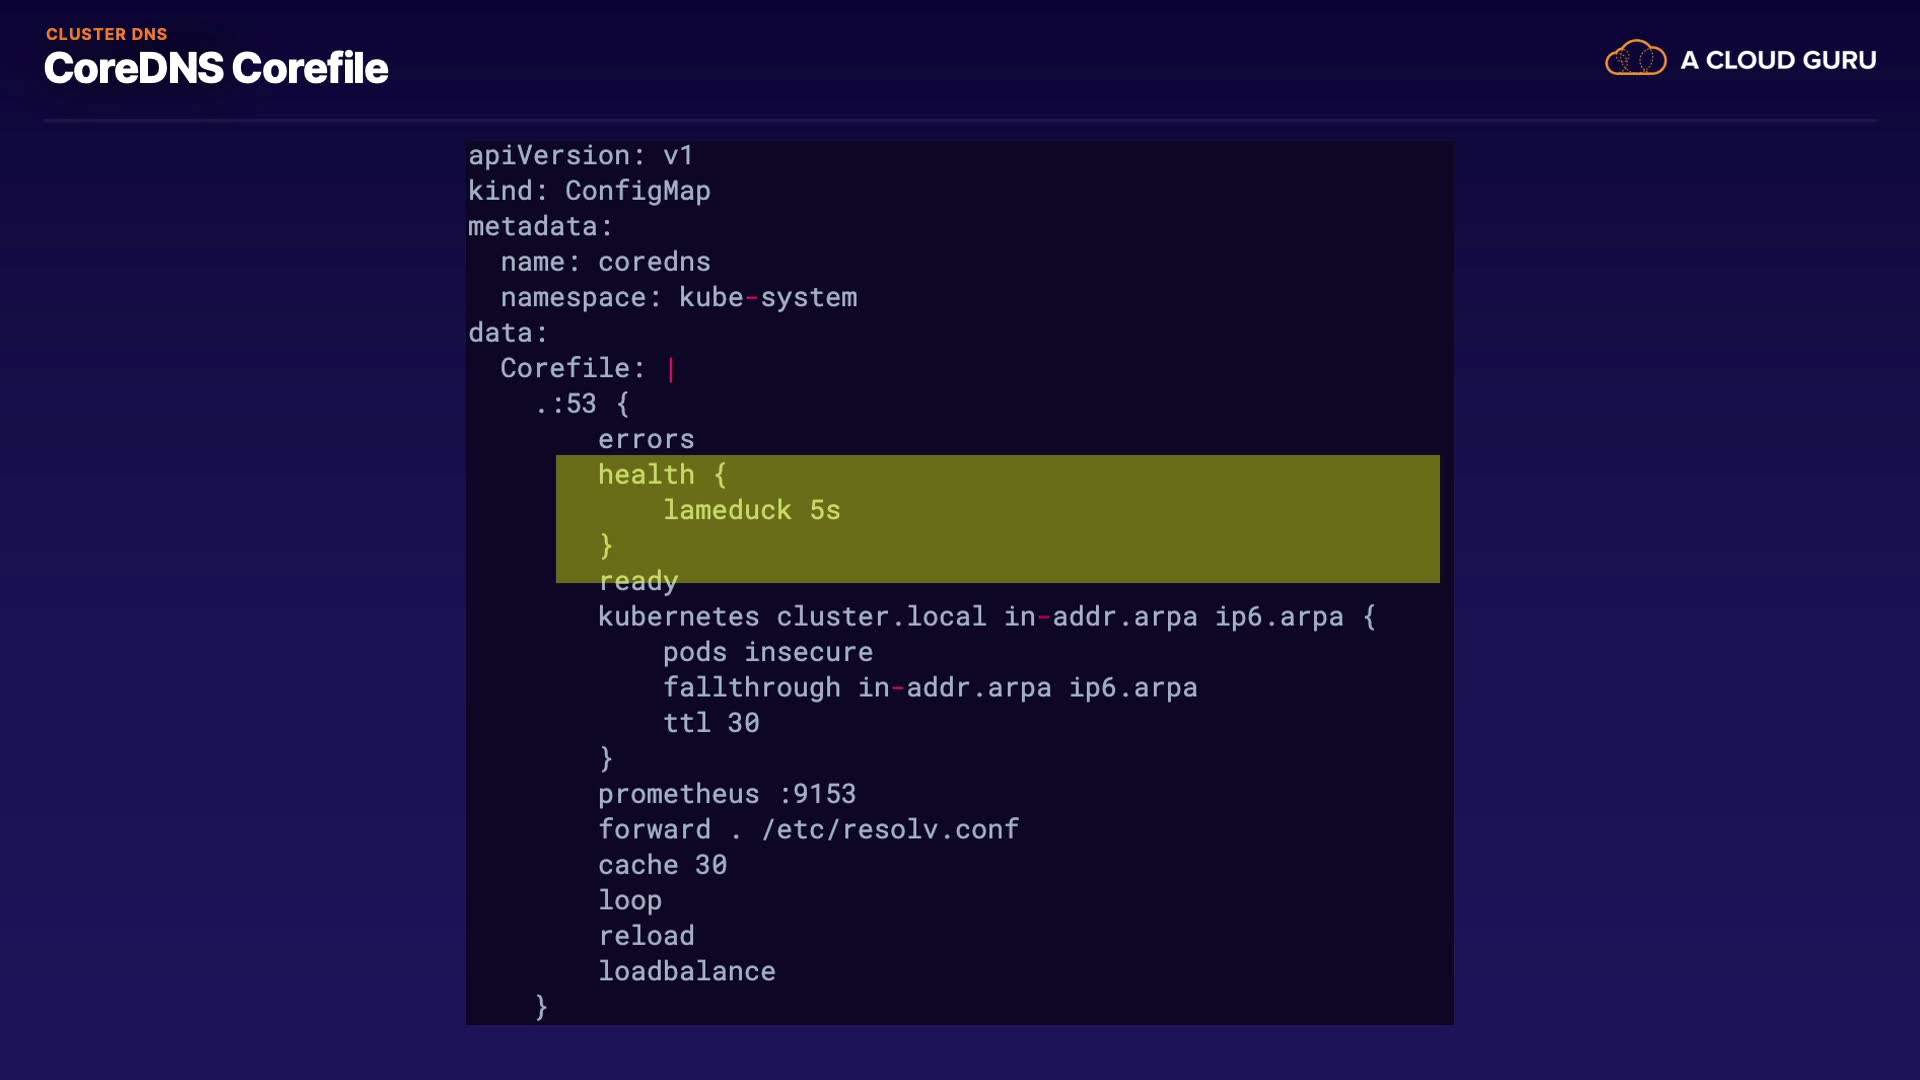 CLUSTER DNS
CoreDNS Corefile
A CLOUD GURU
apiVersion: v1
kind: ConfigMap
metadata:
  name: coredns
  namespace: kube-system
data:
  Corefile: |
    .:53 {
        errors
        health {
            lameduck 5s
        }
        ready
        kubernetes cluster.local in-addr.arpa ip6.arpa {
            pods insecure
            fallthrough in-addr.arpa ip6.arpa
            ttl 30
        }
        prometheus :9153
        forward . /etc/resolv.conf
        cache 30
        loop
        reload
        loadbalance
    }